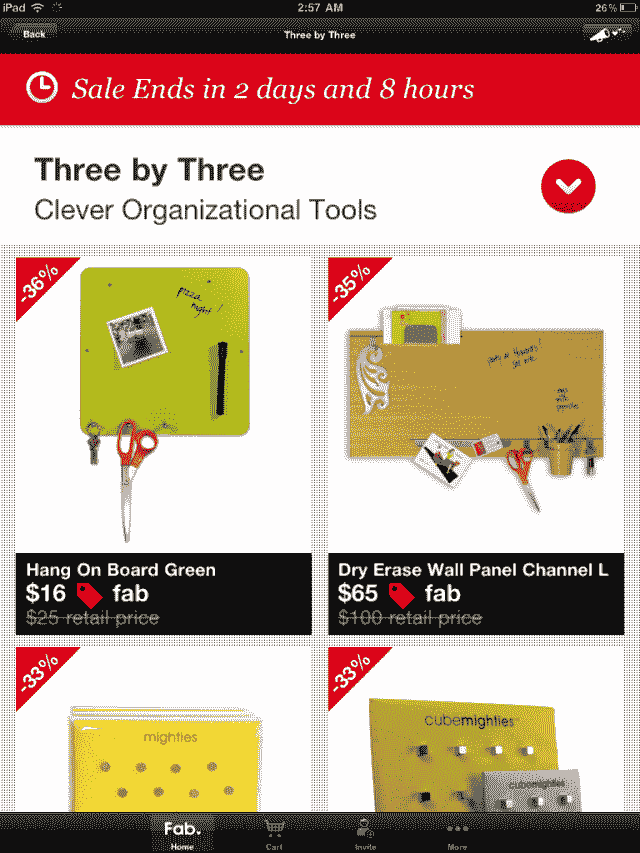 iPad 2:57 AM 26%
Back Three by Three
Sale Ends in 2 days and 8 hours
Three by Three
Clever Organizational Tools
-36%
pizza
night!
Hang On Board Green
$16 fab
$25 retail price
-35%
Dry Erase Wall Panel Channel L
$65 fab
$100 retail price
-33%
mighties
-33%
cubemighties
cubemighties
Fab.
Home Cart Invite More